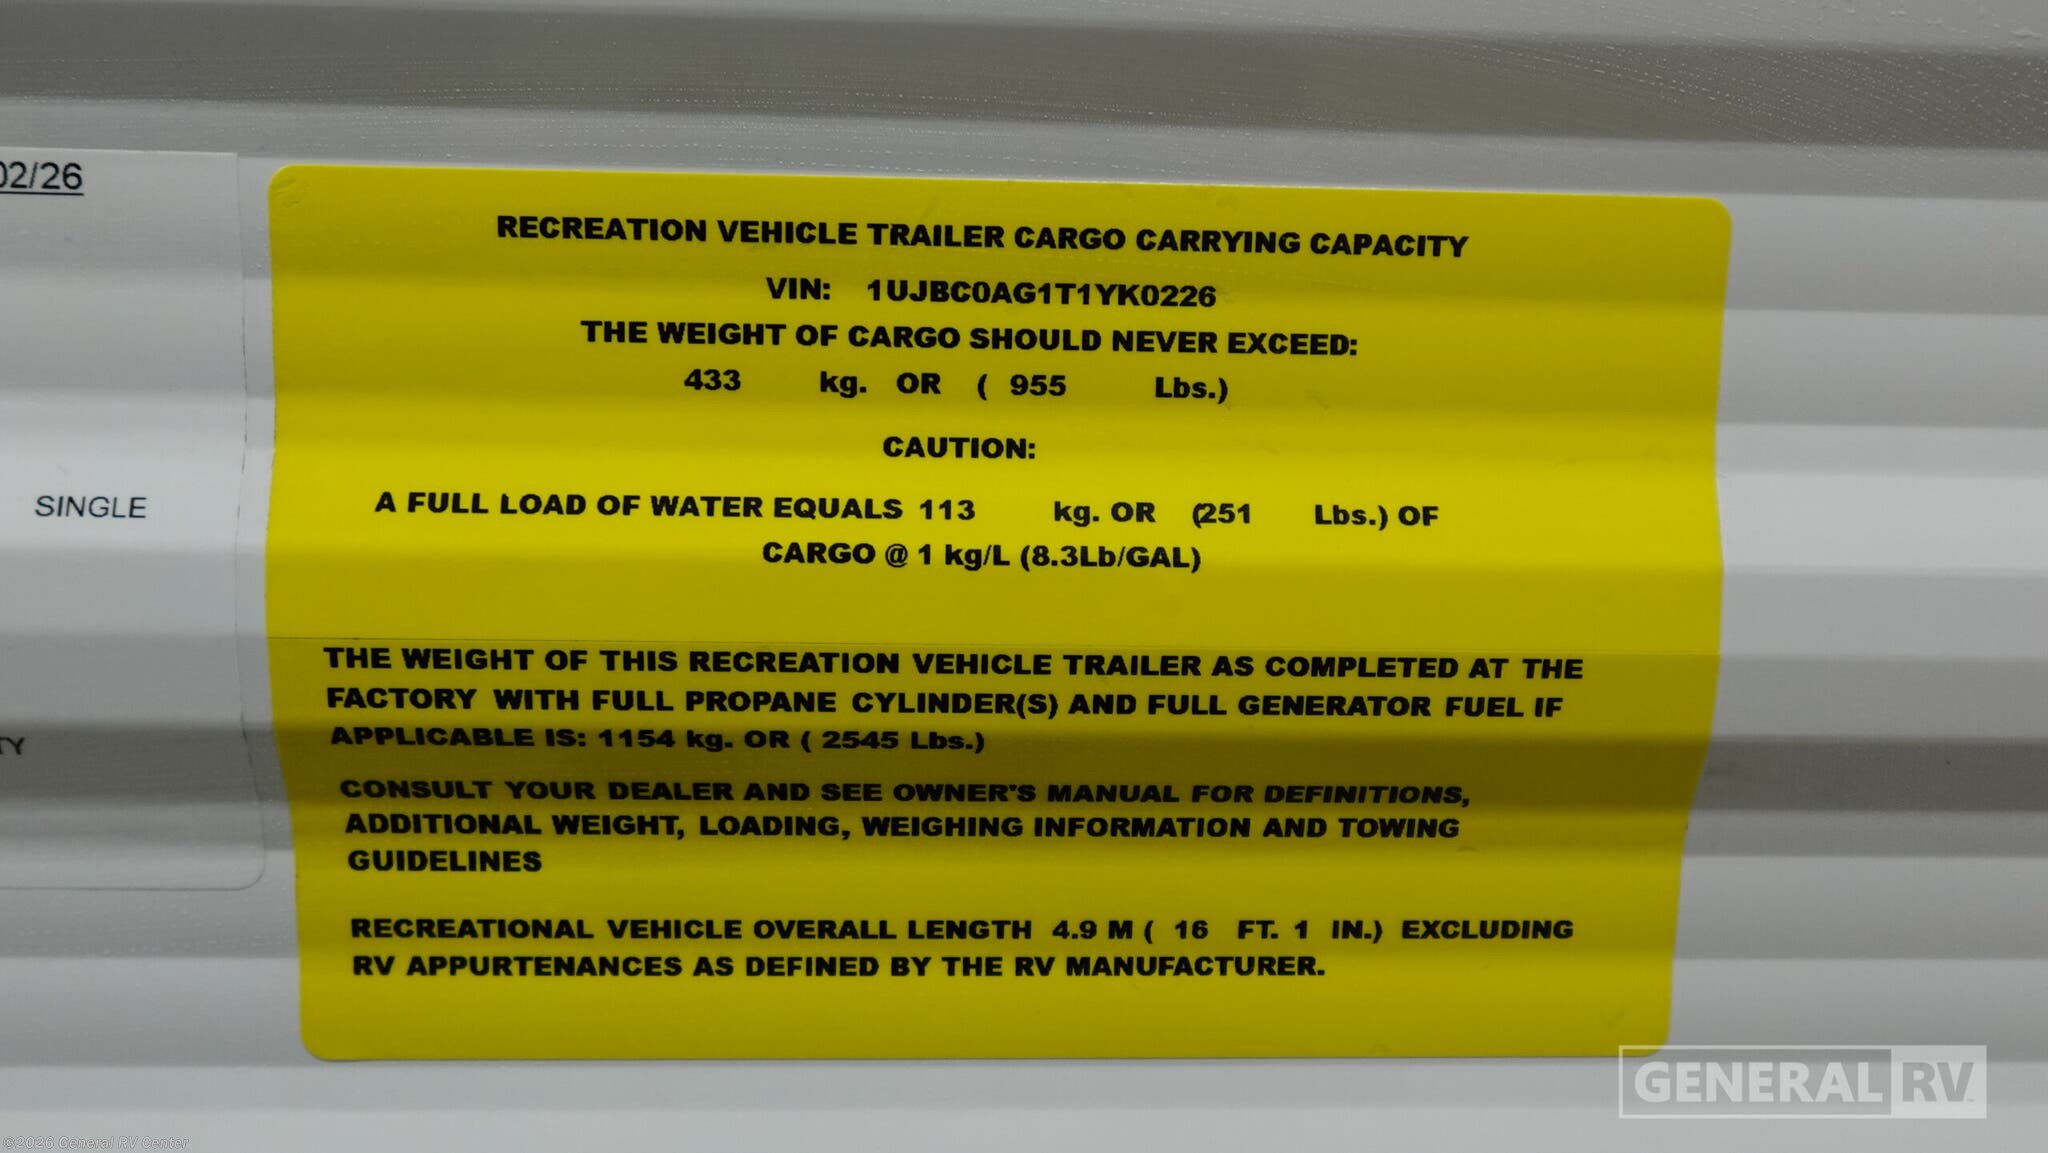 02/26
RECREATION VEHICLE TRAILER CARGO CARRYING CAPACITY
VIN: 1UJBC0AG1T1YK0226
THE WEIGHT OF CARGO SHOULD NEVER EXCEED:
433 kg. OR ( 955 Lbs.)
CAUTION:
SINGLE
A FULL LOAD OF WATER EQUALS 113 kg. OR (251 Lbs.) OF
CARGO @ 1 kg/L (8.3Lb/GAL)
THE WEIGHT OF THIS RECREATION VEHICLE TRAILER AS COMPLETED AT THE
FACTORY WITH FULL PROPANE CYLINDER(S) AND FULL GENERATOR FUEL IF
APPLICABLE IS: 1154 kg. OR ( 2545 Lbs.)
TY
CONSULT YOUR DEALER AND SEE OWNER'S MANUAL FOR DEFINITIONS,
ADDITIONAL WEIGHT, LOADING, WEIGHING INFORMATION AND TOWING
GUIDELINES
RECREATIONAL VEHICLE OVERALL LENGTH 4.9 M ( 16 FT. 1 IN.) EXCLUDING
RV APPURTENANCES AS DEFINED BY THE RV MANUFACTURER.
GENERAL RV
General RV Center